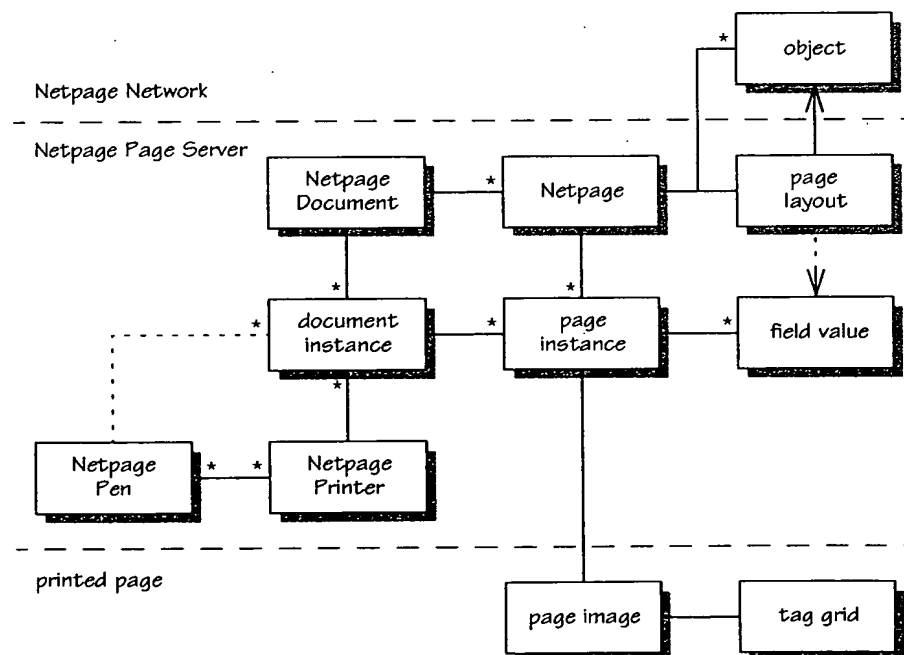 object
Netpage Network
Netpage Page Server
Netpage
Document
Netpage
page
layout
document
instance
page
instance
field value
Netpage
Pen
Netpage
Printer
printed page
page image
tag grid
*
*
*
*
*
*
*
*
*
*